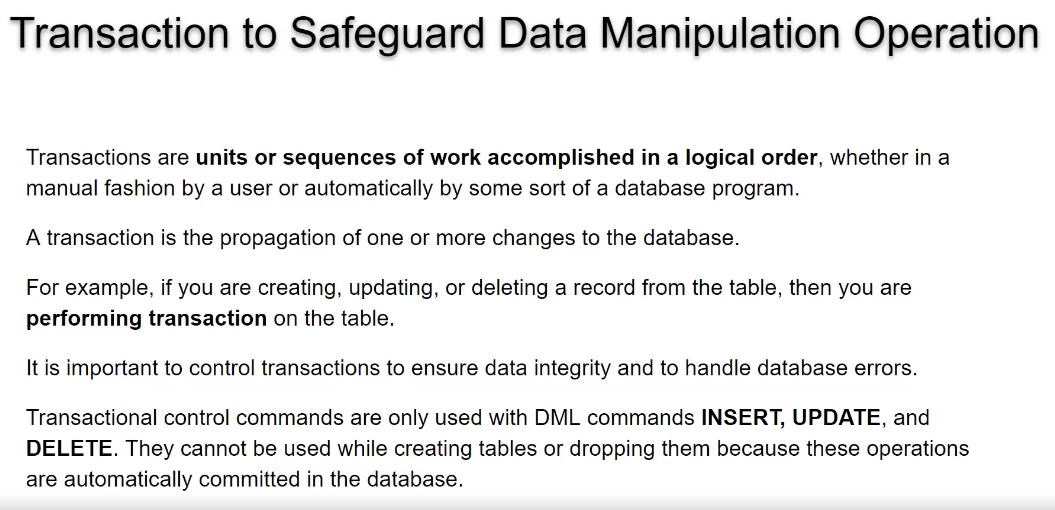 Transaction to Safeguard Data Manipulation Operation
Transactions are units or sequences of work accomplished in a logical order, whether in a
manual fashion by a user or automatically by some sort of a database program.
A transaction is the propagation of one or more changes to the database.
For example, if you are creating, updating, or deleting a record from the table, then you are
performing transaction on the table.
It is important to control transactions to ensure data integrity and to handle database errors.
Transactional control commands are only used with DML commands INSERT, UPDATE, and
DELETE. They cannot be used while creating tables or dropping them because these operations
are automatically committed in the database.